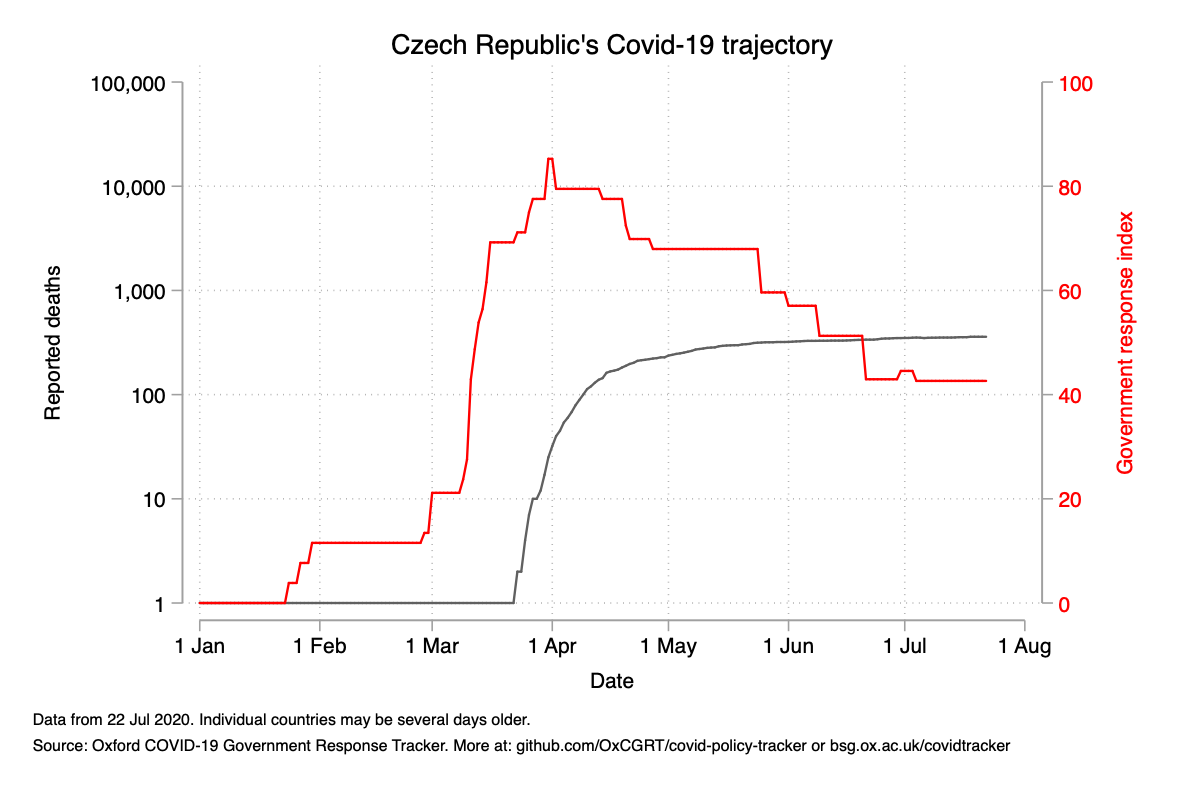 Czech Republic's Covid-19 trajectory
100,000
10,000
1,000
100
10
1
Reported deaths
100
80
60
40
20
0
Government response index
1 Jan 1 Feb 1 Mar 1 Apr 1 May 1 Jun 1 Jul 1 Aug
Date
Data from 22 Jul 2020. Individual countries may be several days older.
Source: Oxford COVID-19 Government Response Tracker. More at: github.com/OxCGRT/covid-policy-tracker or bsg.ox.ac.uk/covidtracker